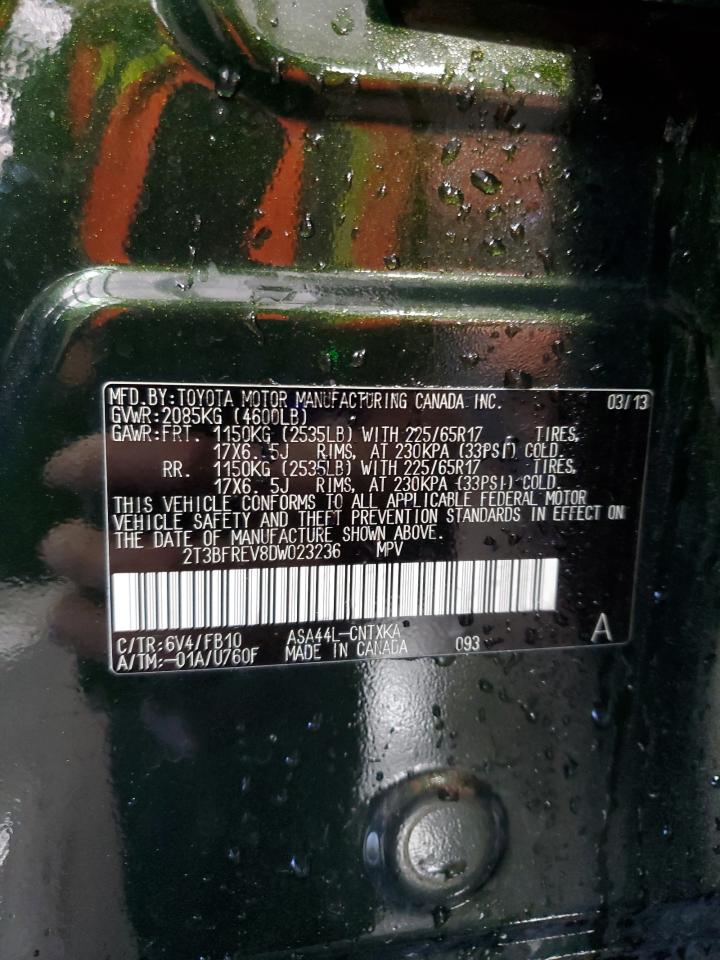 MFD.BY:TOYOTA MOTOR MANUFACTURING CANADA INC. 03/13
GVWR:2085KG (4600LB)
GAWR:FRT. 1150KG (2535LB) WITH 225/65R17 TIRES,
17X6.5J RIMS, AT 230KPA (33PSI) COLD.
RR. 1150KG (2535LB) WITH 225/65R17 TIRES,
17X6.5J RIMS, AT 230KPA (33PSI) COLD.
THIS VEHICLE CONFORMS TO ALL APPLICABLE FEDERAL MOTOR
VEHICLE SAFETY AND THEFT PREVENTION STANDARDS IN EFFECT ON
THE DATE OF MANUFACTURE SHOWN ABOVE.
2T3BFREV8DW023236 MPV
C/TR:6V4/FB10 ASA44L-CNTXKA 093 A
A/TM:-01A/U760F MADE IN CANADA